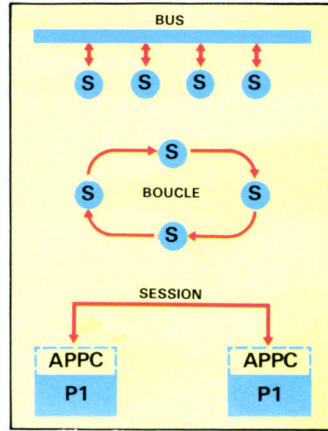 BUS
S S S S
S
S BOUCLE S
S
SESSION
APPC APPC
P1 P1